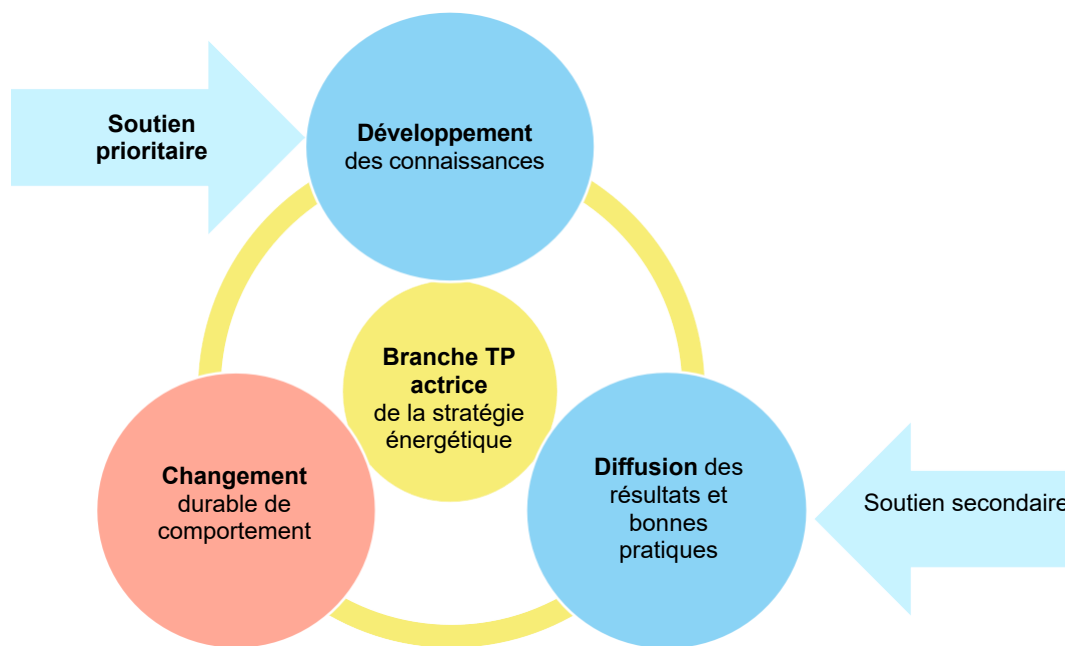 Soutien
prioritaire
Développement
des connaissances
Branche TP
actrice
de la stratégie
énergétique
Changement
durable de
comportement
Diffusion des
résultats et
bonnes
pratiques
Soutien secondaire